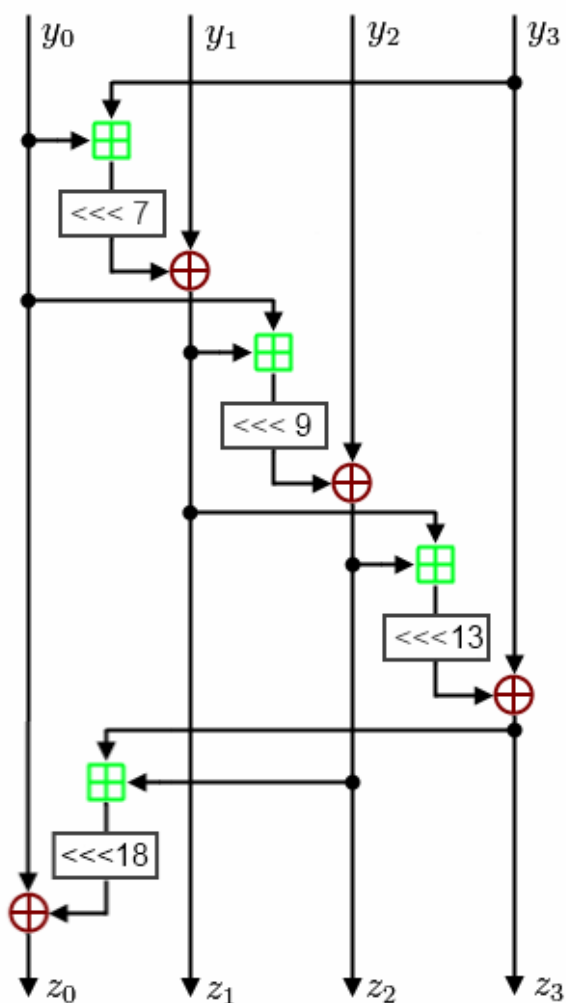 y₀ y₁ y₂ y₃
<<< 7
<<< 9
<<<13
<<<18
z₀ z₁ z₂ z₃